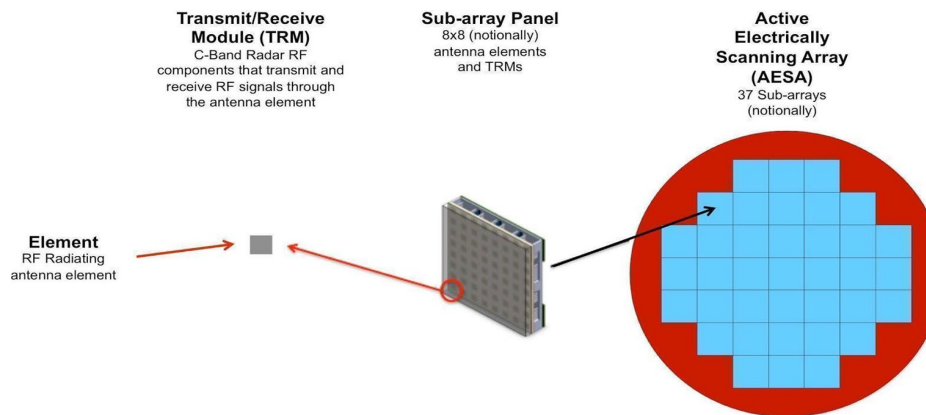 Transmit/Receive
Module (TRM)
C-Band Radar RF
components that transmit and
receive RF signals through
the antenna element
Sub-array Panel
8x8 (notionally)
antenna elements
and TRMs
Active
Electrically
Scanning Array
(AESA)
37 Sub-arrays
(notionally)
Element
RF Radiating
antenna element